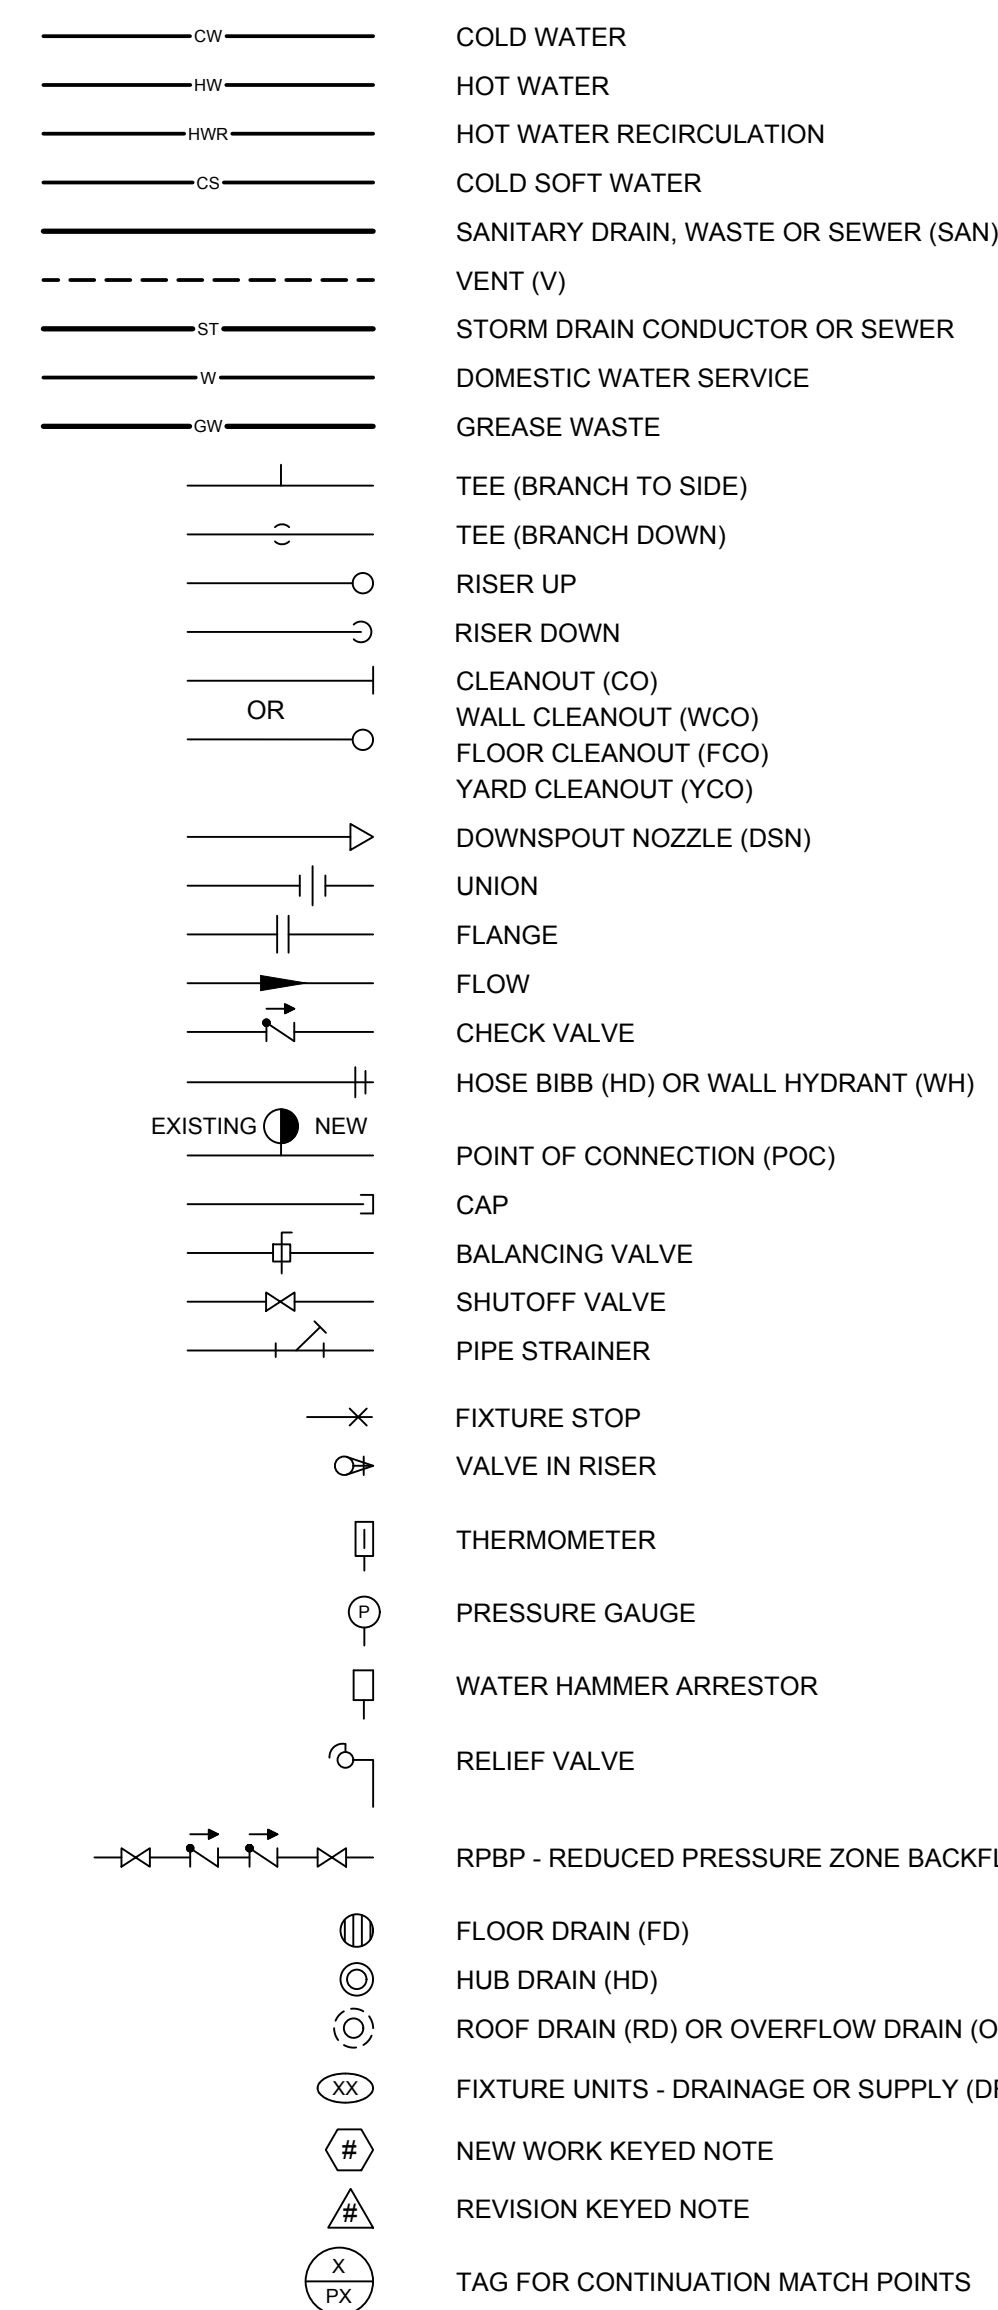 CW COLD WATER
HW HOT WATER
HWR HOT WATER RECIRCULATION
CS COLD SOFT WATER
SANITARY DRAIN, WASTE OR SEWER (SAN)
VENT (V)
ST STORM DRAIN CONDUCTOR OR SEWER
W DOMESTIC WATER SERVICE
GW GREASE WASTE
TEE (BRANCH TO SIDE)
TEE (BRANCH DOWN)
RISER UP
RISER DOWN
CLEANOUT (CO)
OR WALL CLEANOUT (WCO)
FLOOR CLEANOUT (FCO)
YARD CLEANOUT (YCO)
DOWNSPOUT NOZZLE (DSN)
UNION
FLANGE
FLOW
CHECK VALVE
HOSE BIBB (HD) OR WALL HYDRANT (WH)
EXISTING NEW
POINT OF CONNECTION (POC)
CAP
BALANCING VALVE
SHUTOFF VALVE
PIPE STRAINER
FIXTURE STOP
VALVE IN RISER
THERMOMETER
P PRESSURE GAUGE
WATER HAMMER ARRESTOR
RELIEF VALVE
RPBP - REDUCED PRESSURE ZONE
FLOOR DRAIN (FD)
HUB DRAIN (HD)
ROOF DRAIN (RD) OR OVERFLOW DRAIN
XX FIXTURE UNITS - DRAINAGE OR SUPPLY
# NEW WORK KEYED NOTE
# REVISION KEYED NOTE
X
TAG FOR CONTINUATION MATCH POINTS
PX